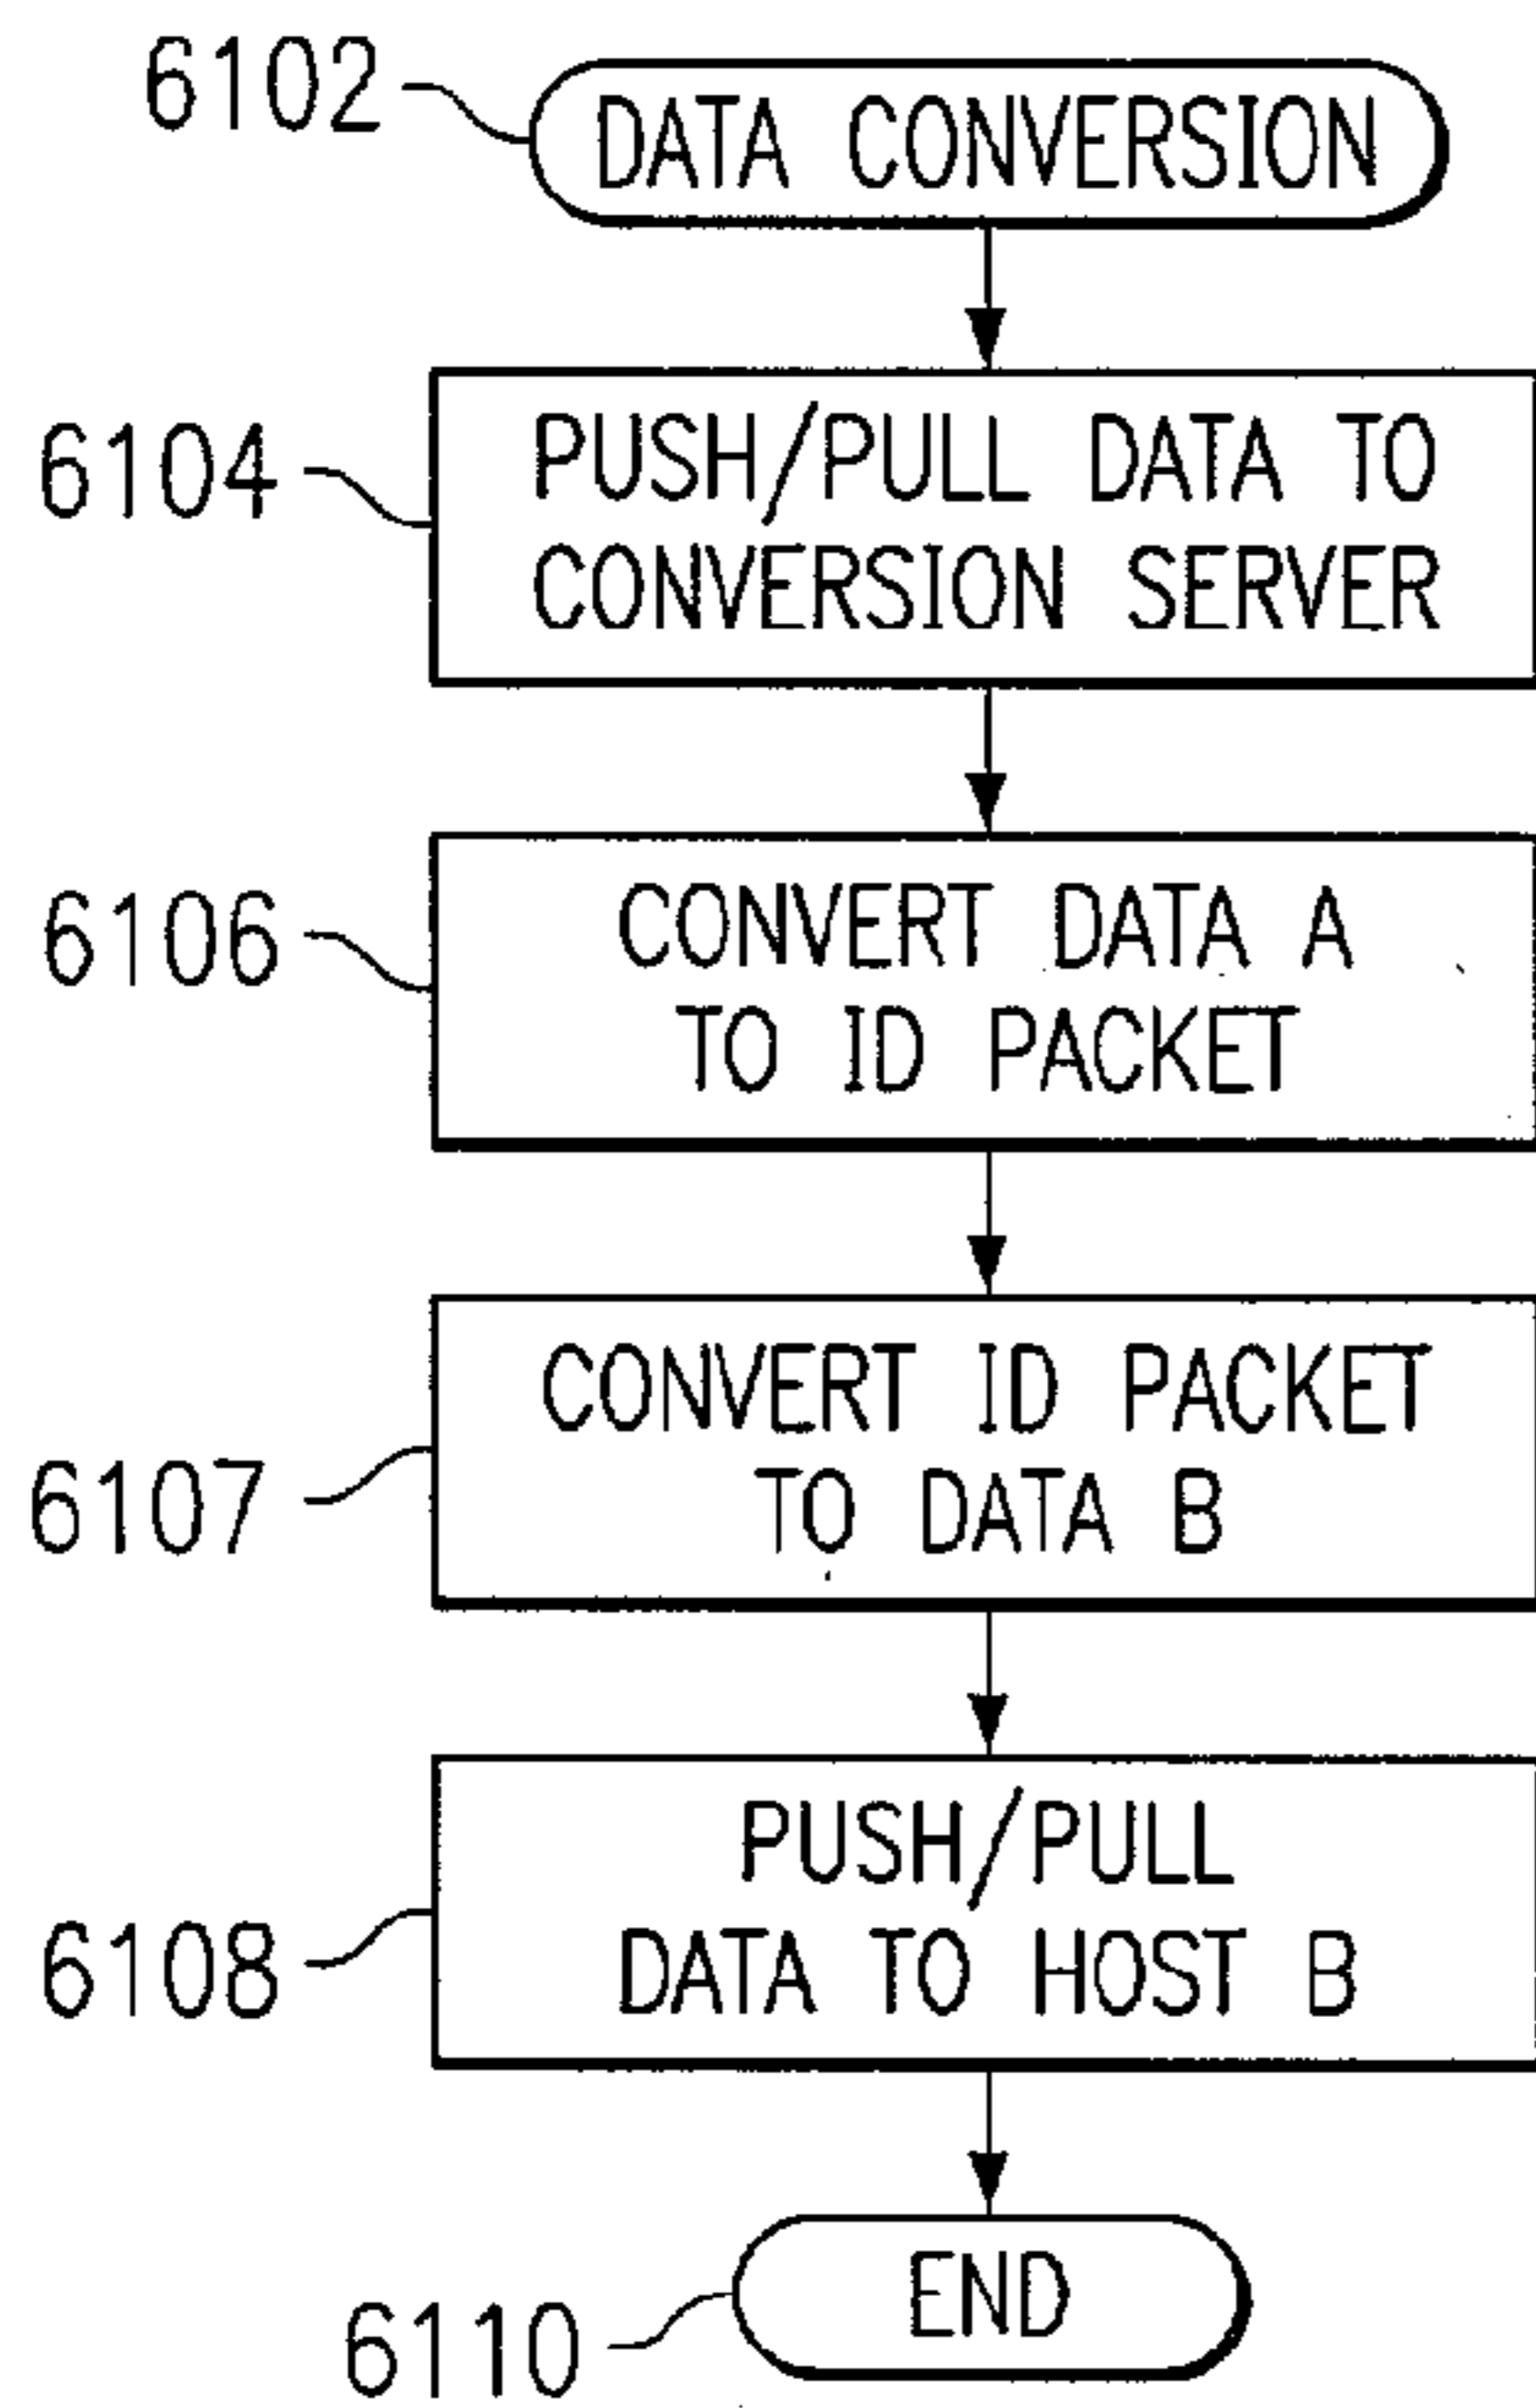 6102
DATA CONVERSION
6104
PUSH/PULL DATA TO
CONVERSION SERVER
6106
CONVERT DATA A
TO ID PACKET
6107
CONVERT ID PACKET
TO DATA B
6108
PUSH/PULL
DATA TO HOST B
6110
END